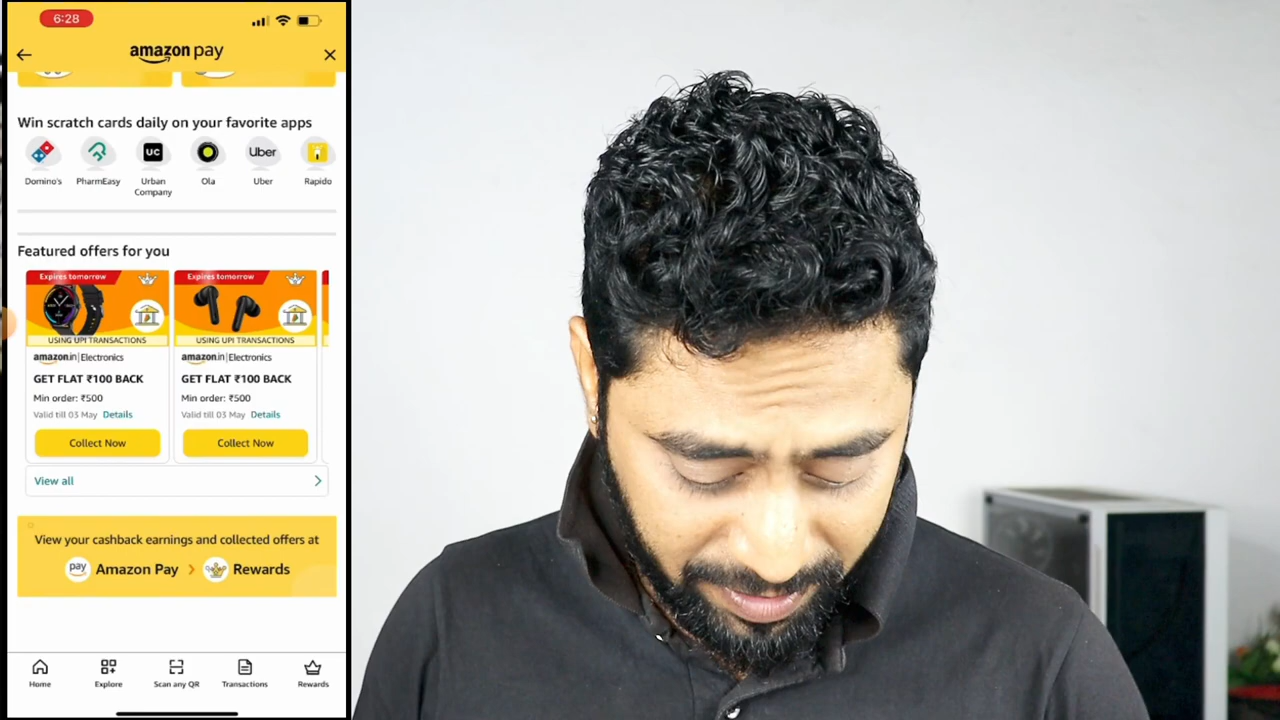 6:28
amazon pay
Win scratch cards daily on your favorite apps
UC
Uber
Domino's
PharmEasy
Urban
Company
Ola
Uber
Rapido
Featured offers for you
Expires tomorrow
Expires tomorrow
USING UPI TRANSACTIONS
USING UPI TRANSACTIONS
amazon.in | Electronics
amazon.in | Electronics
GET FLAT ₹100 BACK
GET FLAT ₹100 BACK
Min order: ₹500
Min order: ₹500
Valid till 03 May Details
Valid till 03 May Details
Collect Now
Collect Now
View all
View your cashback earnings and collected offers at
pay Amazon Pay > Rewards
Home
Explore
Scan any QR
Transactions
Rewards